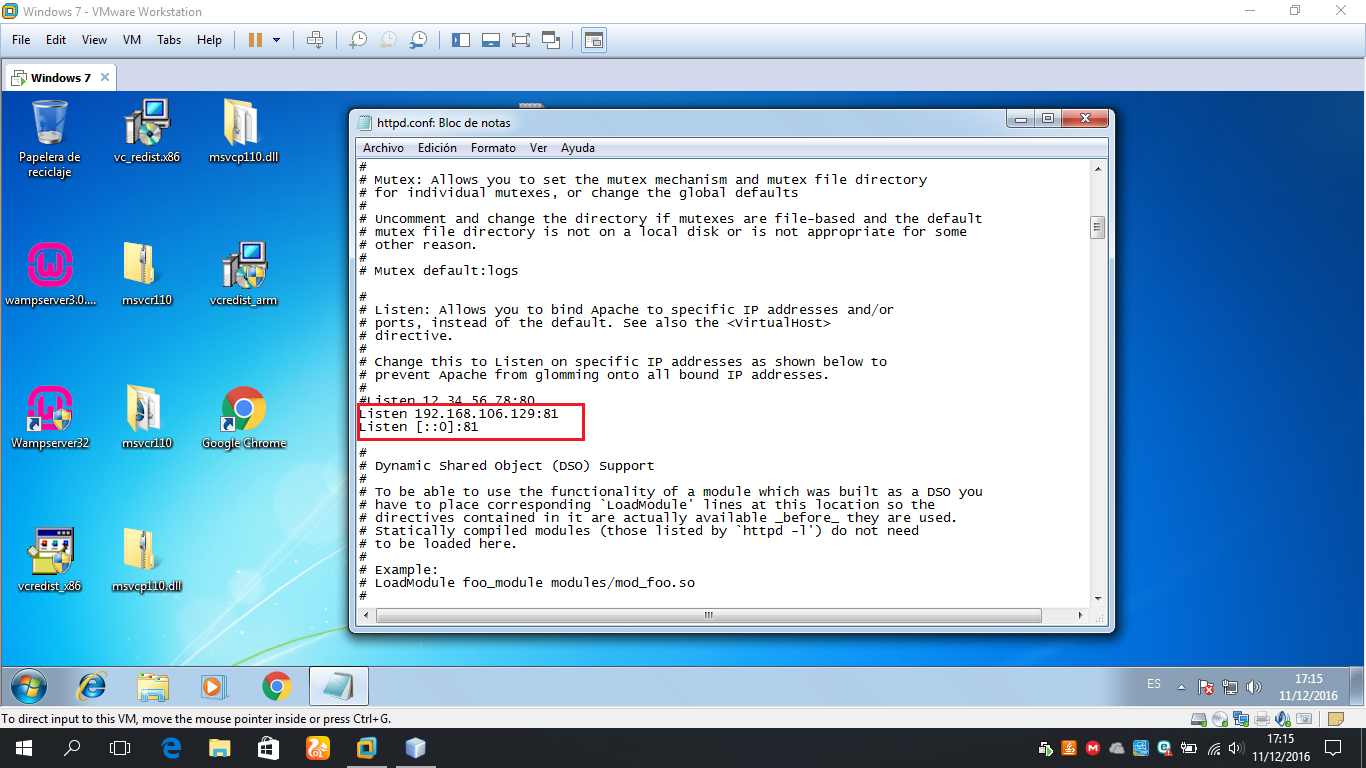 Windows 7 - VMware Workstation
File Edit View VM Tabs Help
Windows 7
Papelera de
reciclaje
vc_redist.x86
msvcp110.dll
wampserver3.0....
msvcr110
vcredist_arm
Wampserver32
msvcr110
Google Chrome
vcredist_x86
msvcp110.dll
httpd.conf: Bloc de notas
Archivo Edición Formato Ver Ayuda
#
# Mutex: Allows you to set the mutex mechanism and mutex file directory
# for individual mutexes, or change the global defaults
#
# Uncomment and change the directory if mutexes are file-based and the default
# mutex file directory is not on a local disk or is not appropriate for some
# other reason.
#
# Mutex default:logs
#
# Listen: Allows you to bind Apache to specific IP addresses and/or
# ports, instead of the default. See also the <VirtualHost>
# directive.
#
# Change this to Listen on specific IP addresses as shown below to
# prevent Apache from glomming onto all bound IP addresses.
#
#Listen 12.34.56.78:80
Listen 192.168.106.129:81
Listen [::0]:81
#
# Dynamic Shared Object (DSO) Support
#
# To be able to use the functionality of a module which was built as a DSO you
# have to place corresponding `LoadModule' lines at this location so the
# directives contained in it are actually available _before_ they are used.
# Statically compiled modules (those listed by `httpd -l') do not need
# to be loaded here.
#
# Example:
# LoadModule foo_module modules/mod_foo.so
#
ES
17:15
11/12/2016
To direct input to this VM, move the mouse pointer inside or press Ctrl+G.
17:15
11/12/2016